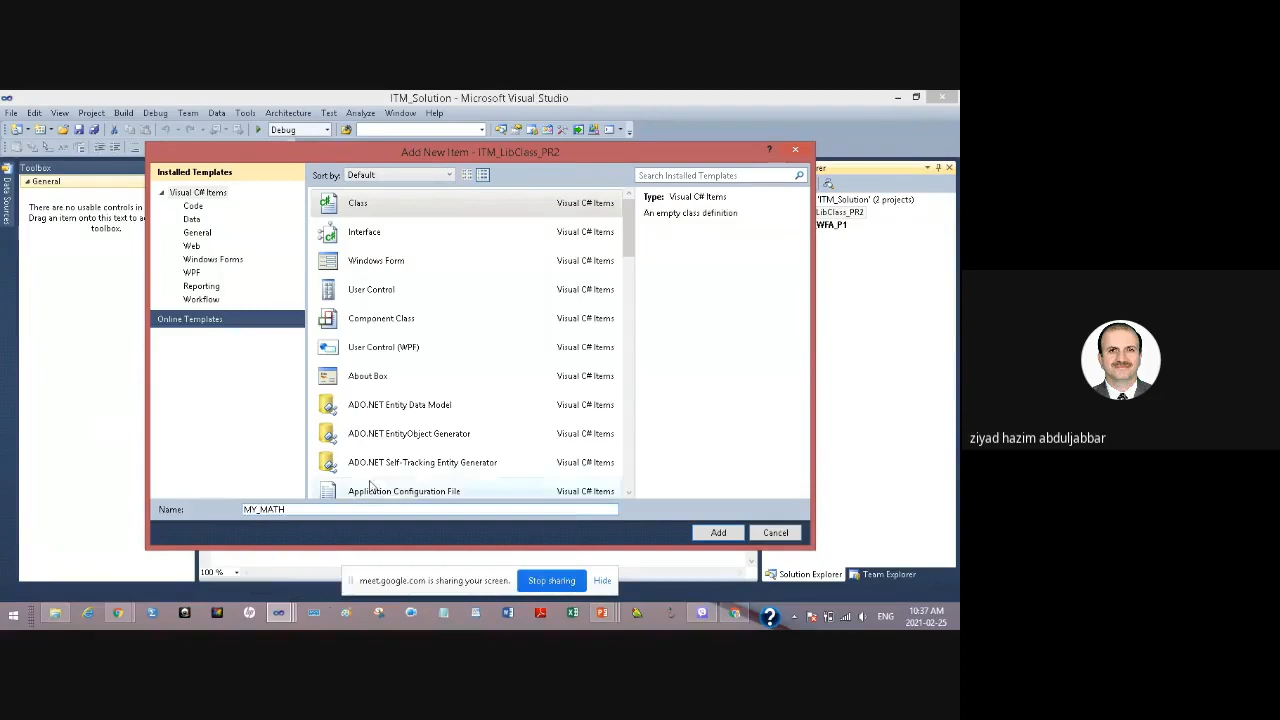 ITM_Solution - Microsoft Visual Studio
File Edit View Project Build Debug Team Data Tools Architecture Test Analyze Window Help
Debug
Toolbox
General
There are no usable controls in
Drag an item onto this text to a
toolbox.
Data Sources
Add New Item - ITM_LibClass_PR2
?
Installed Templates
Visual C# Items
Code
Data
General
Web
Windows Forms
WPF
Reporting
Workflow
Online Templates
Sort by: Default
Search Installed Templates
Class Visual C# Items
Interface Visual C# Items
Windows Form Visual C# Items
User Control Visual C# Items
Component Class Visual C# Items
User Control (WPF) Visual C# Items
About Box Visual C# Items
ADO.NET Entity Data Model Visual C# Items
ADO.NET EntityObject Generator Visual C# Items
ADO.NET Self-Tracking Entity Generator Visual C# Items
Application Configuration File Visual C# Items
Type: Visual C# Items
An empty class definition
Name: MY_MATH
Add Cancel
rer
'ITM_Solution' (2 projects)
LibClass_PR2
WFA_P1
100 %
Solution Explorer Team Explorer
meet.google.com is sharing your screen. Stop sharing Hide
ENG
10:37 AM
2021-02-25
ziyad hazim abduljabbar